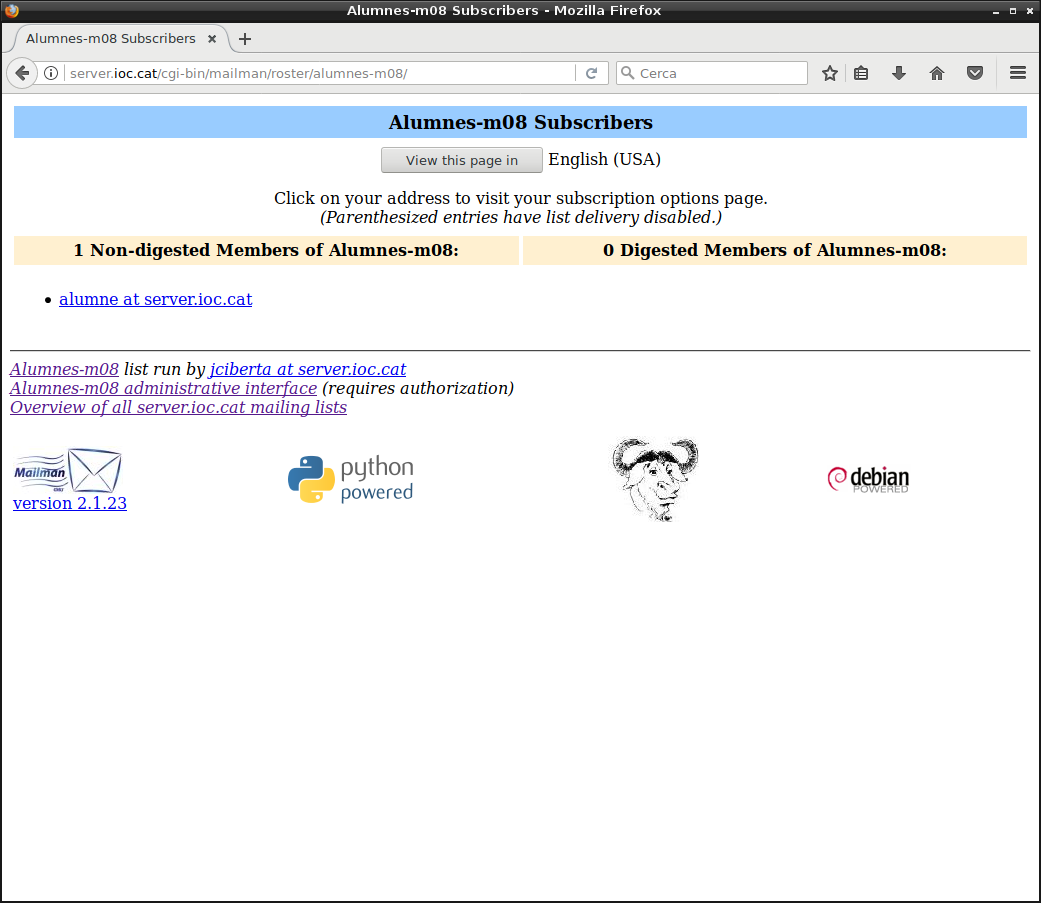 Alumnes-m08 Subscribers - Mozilla Firefox
Alumnes-m08 Subscribers
server.ioc.cat/cgi-bin/mailman/roster/alumnes-m08/
Cerca
Alumnes-m08 Subscribers
View this page in English (USA)
Click on your address to visit your subscription options page.
(Parenthesized entries have list delivery disabled.)
1 Non-digested Members of Alumnes-m08:
0 Digested Members of Alumnes-m08:
alumne at server.ioc.cat
Alumnes-m08 list run by jciberta at server.ioc.cat
Alumnes-m08 administrative interface (requires authorization)
Overview of all server.ioc.cat mailing lists
Mailman
version 2.1.23
python
powered
debian
POWERED